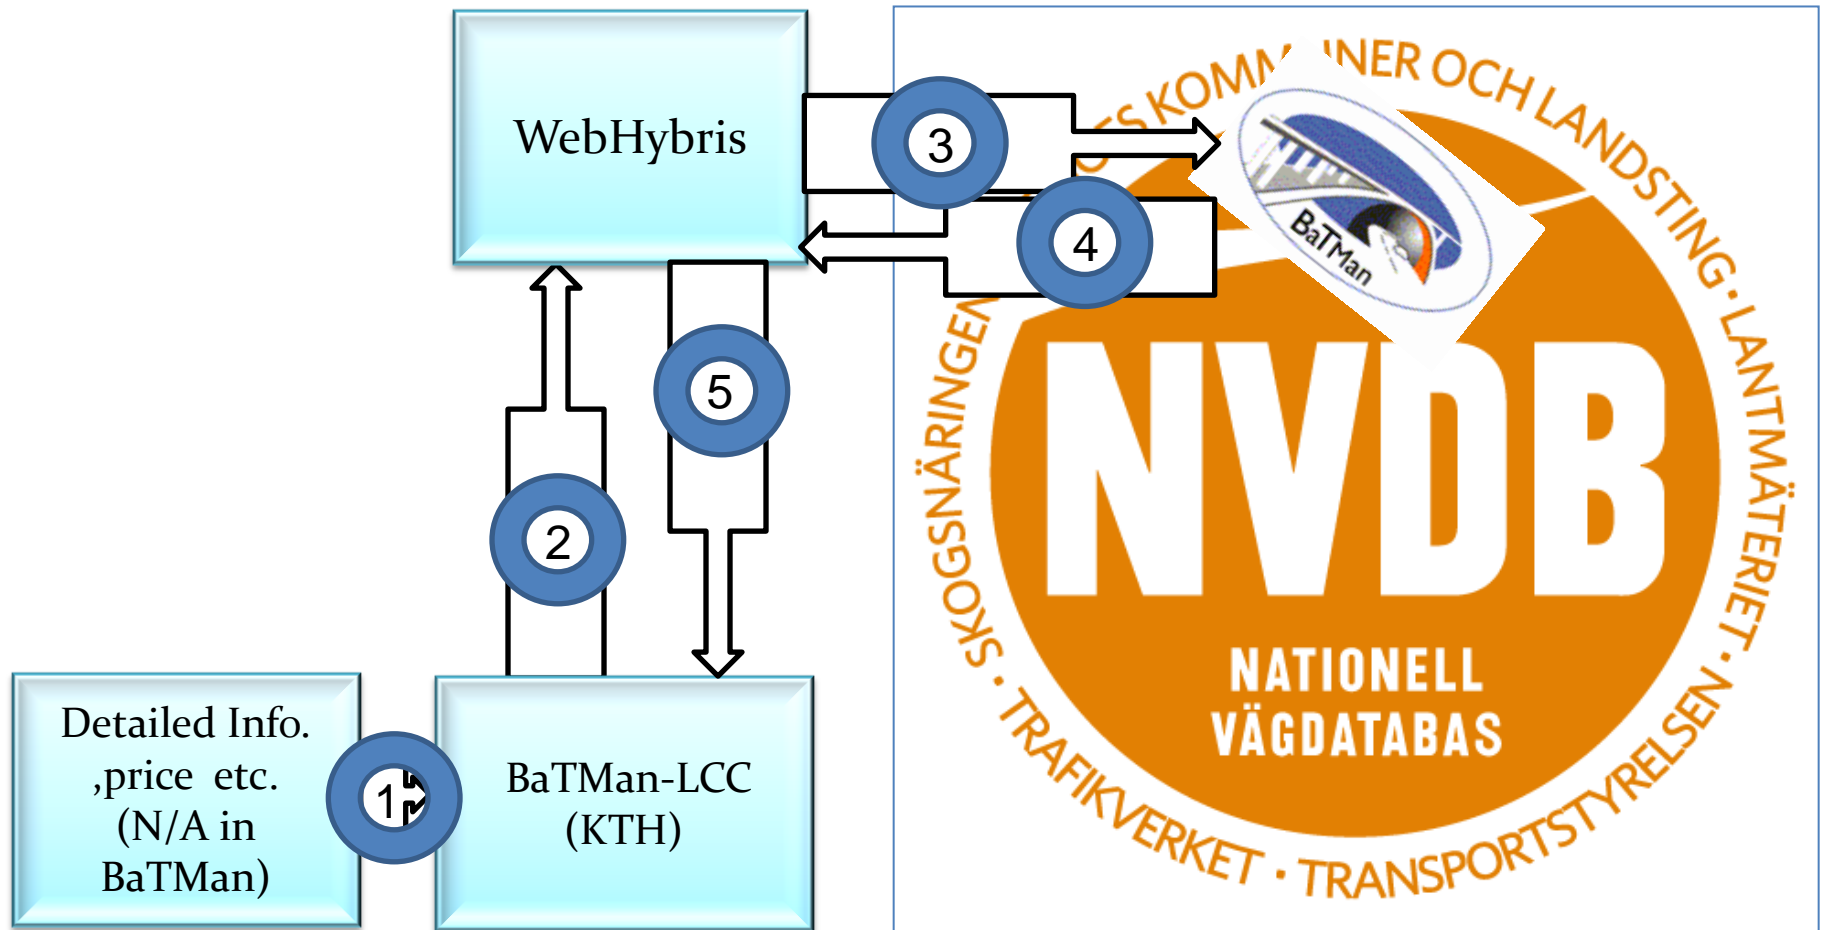 WebHybris
3
4
5
2
Detailed Info.
,price etc.
(N/A in
BaTMan)
1
BaTMan-LCC
(KTH)
BaTMan
NVDB
NATIONELL
VÄGDATABAS
KOMM
NER OCH LANDSTING · LANTMÄTERIET · TRANSPORTSTYRELSEN · TRAFIKVERKET · SKOGSNÄRINGEN